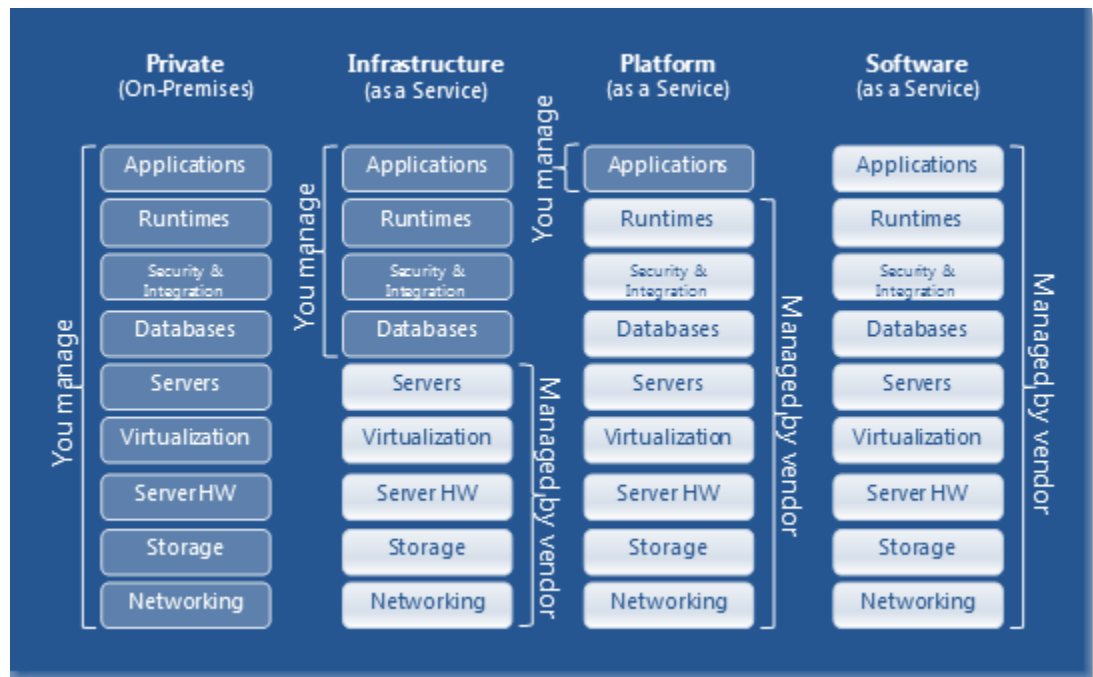 Private
(On-Premises)
You manage
Applications
Runtimes
Security &
Integration
Databases
Servers
Virtualization
Server HW
Storage
Networking
Infrastructure
(as a Service)
You manage
Applications
Runtimes
Security &
Integration
Databases
Servers
Virtualization
Server HW
Storage
Networking
Managed by vendor
Platform
(as a Service)
You manage
Applications
Runtimes
Security &
Integration
Databases
Servers
Virtualization
Server HW
Storage
Networking
Managed by vendor
Software
(as a Service)
Applications
Runtimes
Security &
Integration
Databases
Servers
Virtualization
Server HW
Storage
Networking
Managed by vendor